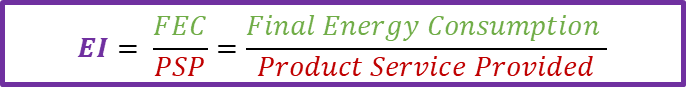 EI = FEC / PSP = Final Energy Consumption / Product Service Provided